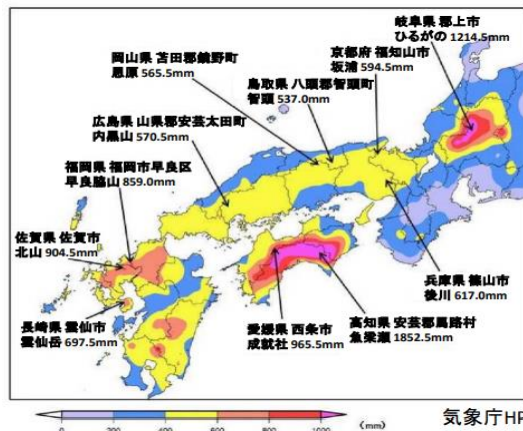 岐阜県 郡上市
ひるがの 1214.5mm
岡山県 苫田郡鏡野町
恩原 565.5mm
京都府 福知山市
坂浦 594.5mm
鳥取県 八頭郡智頭町
智頭 537.0mm
広島県 山県郡安芸太田町
内黒山 570.5mm
福岡県 福岡市早良区
早良脇山 859.0mm
佐賀県 佐賀市
北山 904.5mm
長崎県 雲仙市
雲仙岳 697.5mm
愛媛県 西条市
成就社 965.5mm
高知県 安芸郡馬路村
魚梁瀬 1852.5mm
兵庫県 篠山市
後川 617.0mm
0 200 400 600 800 1000 (mm)
気象庁HP